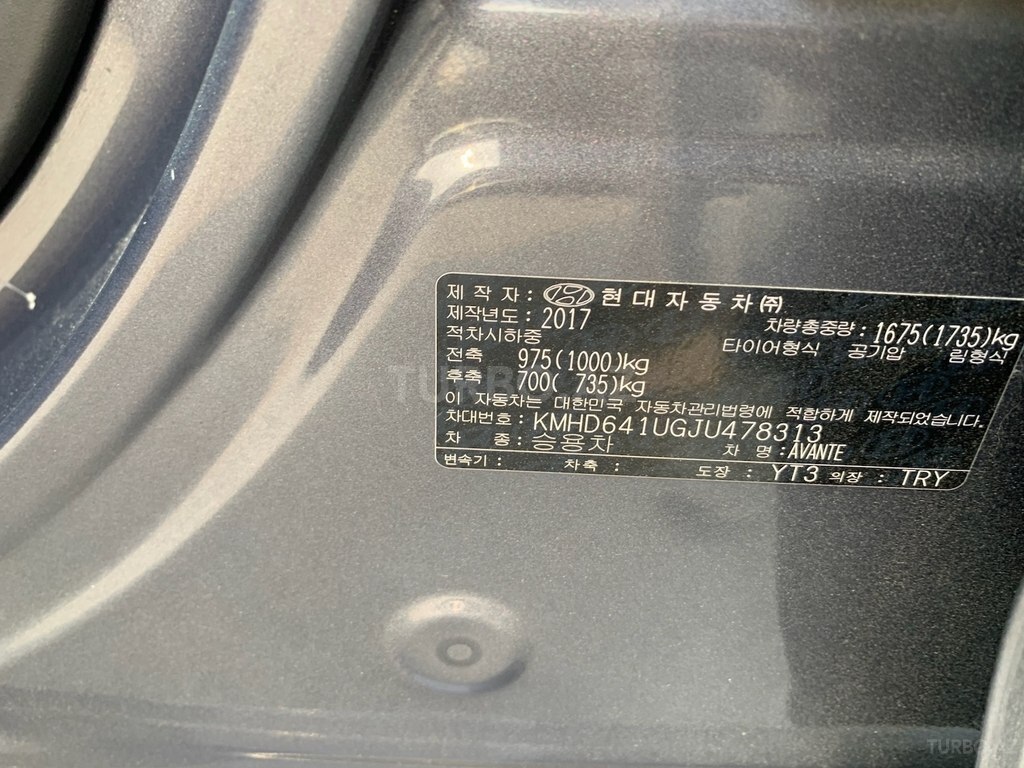 제 작 자 : 현대자동차㈜
제작년도 : 2017 차량총중량 : 1675(1735)kg
적차시하중 타이어형식 공기압 림형식
전축 975(1000)kg
후축 700( 735)kg
이 자동차는 대한민국 자동차관리법령에 적합하게 제작되었습니다.
차대번호 : KMHD641UGJU478313
차 종 : 승용차 차 명 : AVANTE
변속기 : 차축 : 도장 : YT3 의장 : TRY